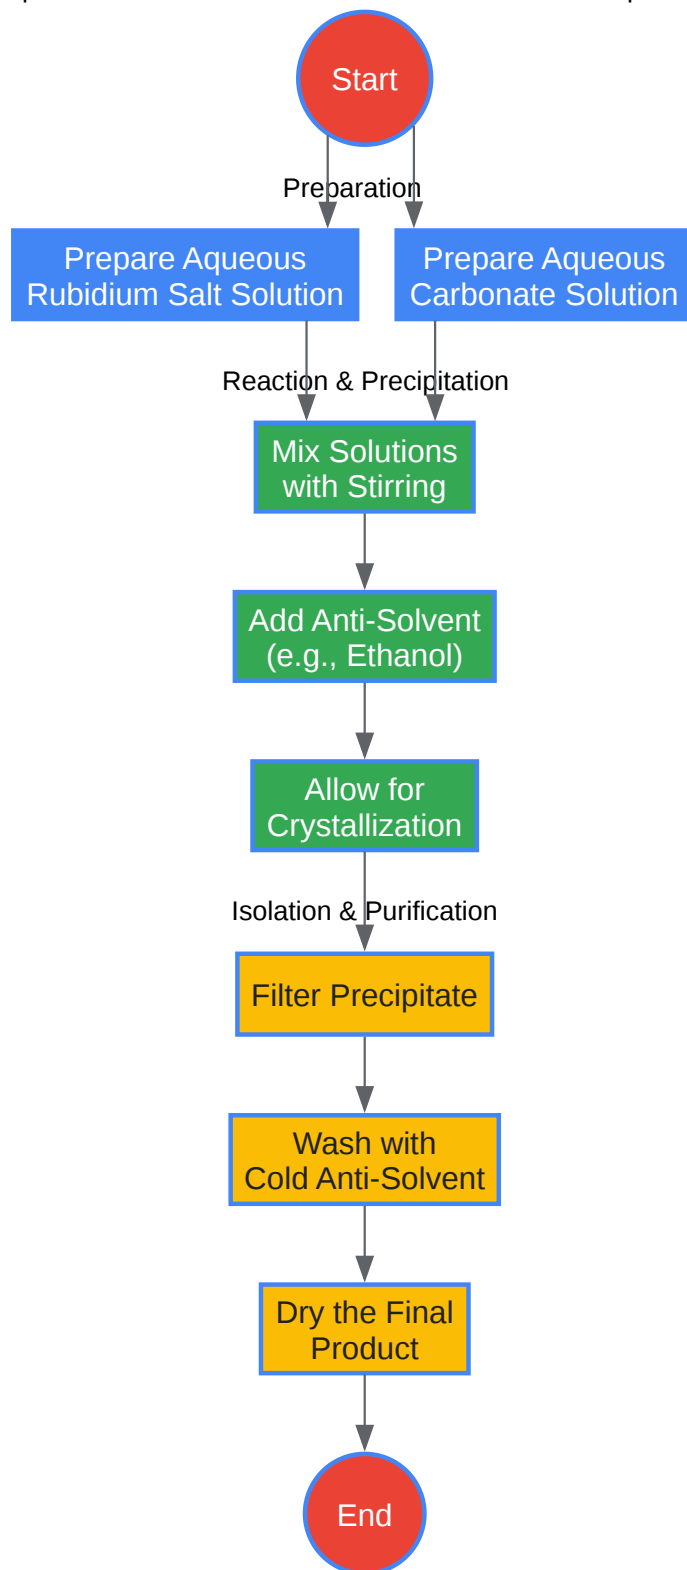 Start
Preparation
Prepare Aqueous
Rubidium Salt Solution
Prepare Aqueous
Carbonate Solution
Reaction & Precipitation
Mix Solutions
with Stirring
Add Anti-Solvent
(e.g., Ethanol)
Allow for
Crystallization
Isolation & Purification
Filter Precipitate
Wash with
Cold Anti-Solvent
Dry the Final
Product
End